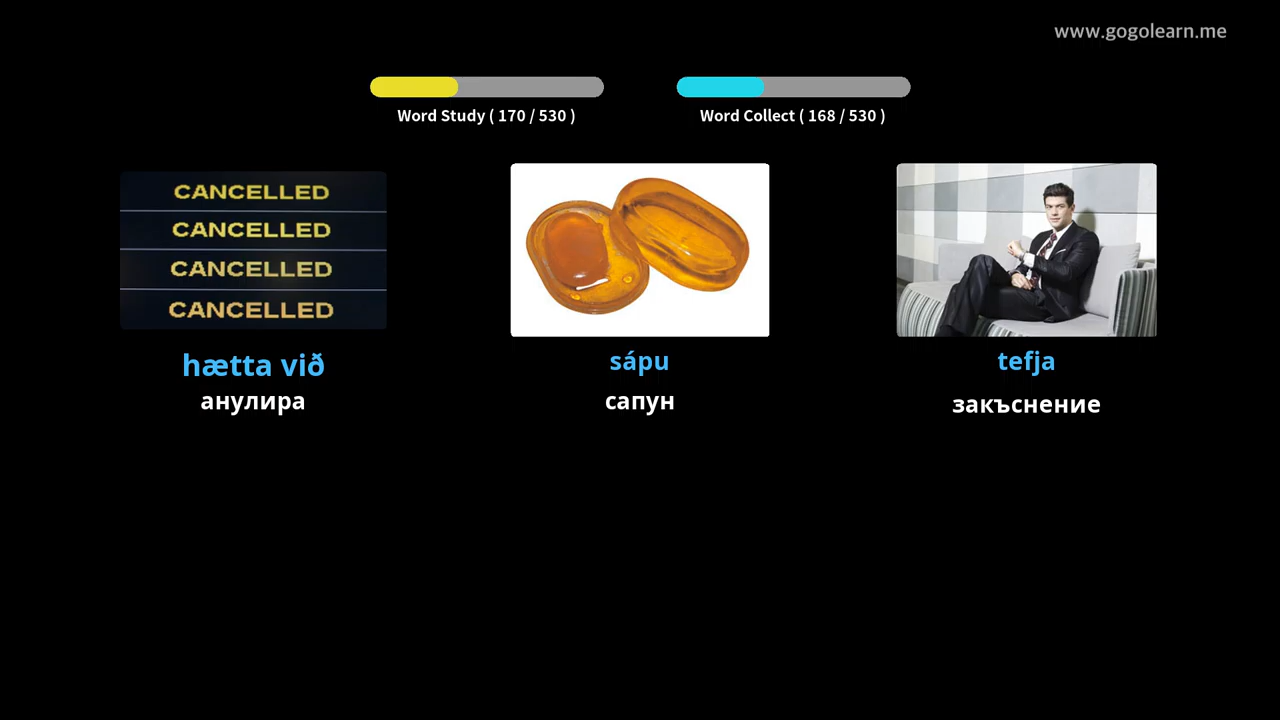 www.gogolearn.me
Word Study ( 170 / 530 )
Word Collect ( 168 / 530 )
CANCELLED
CANCELLED
CANCELLED
CANCELLED
hætta við
анулира
sápu
сапун
tefja
закъснение